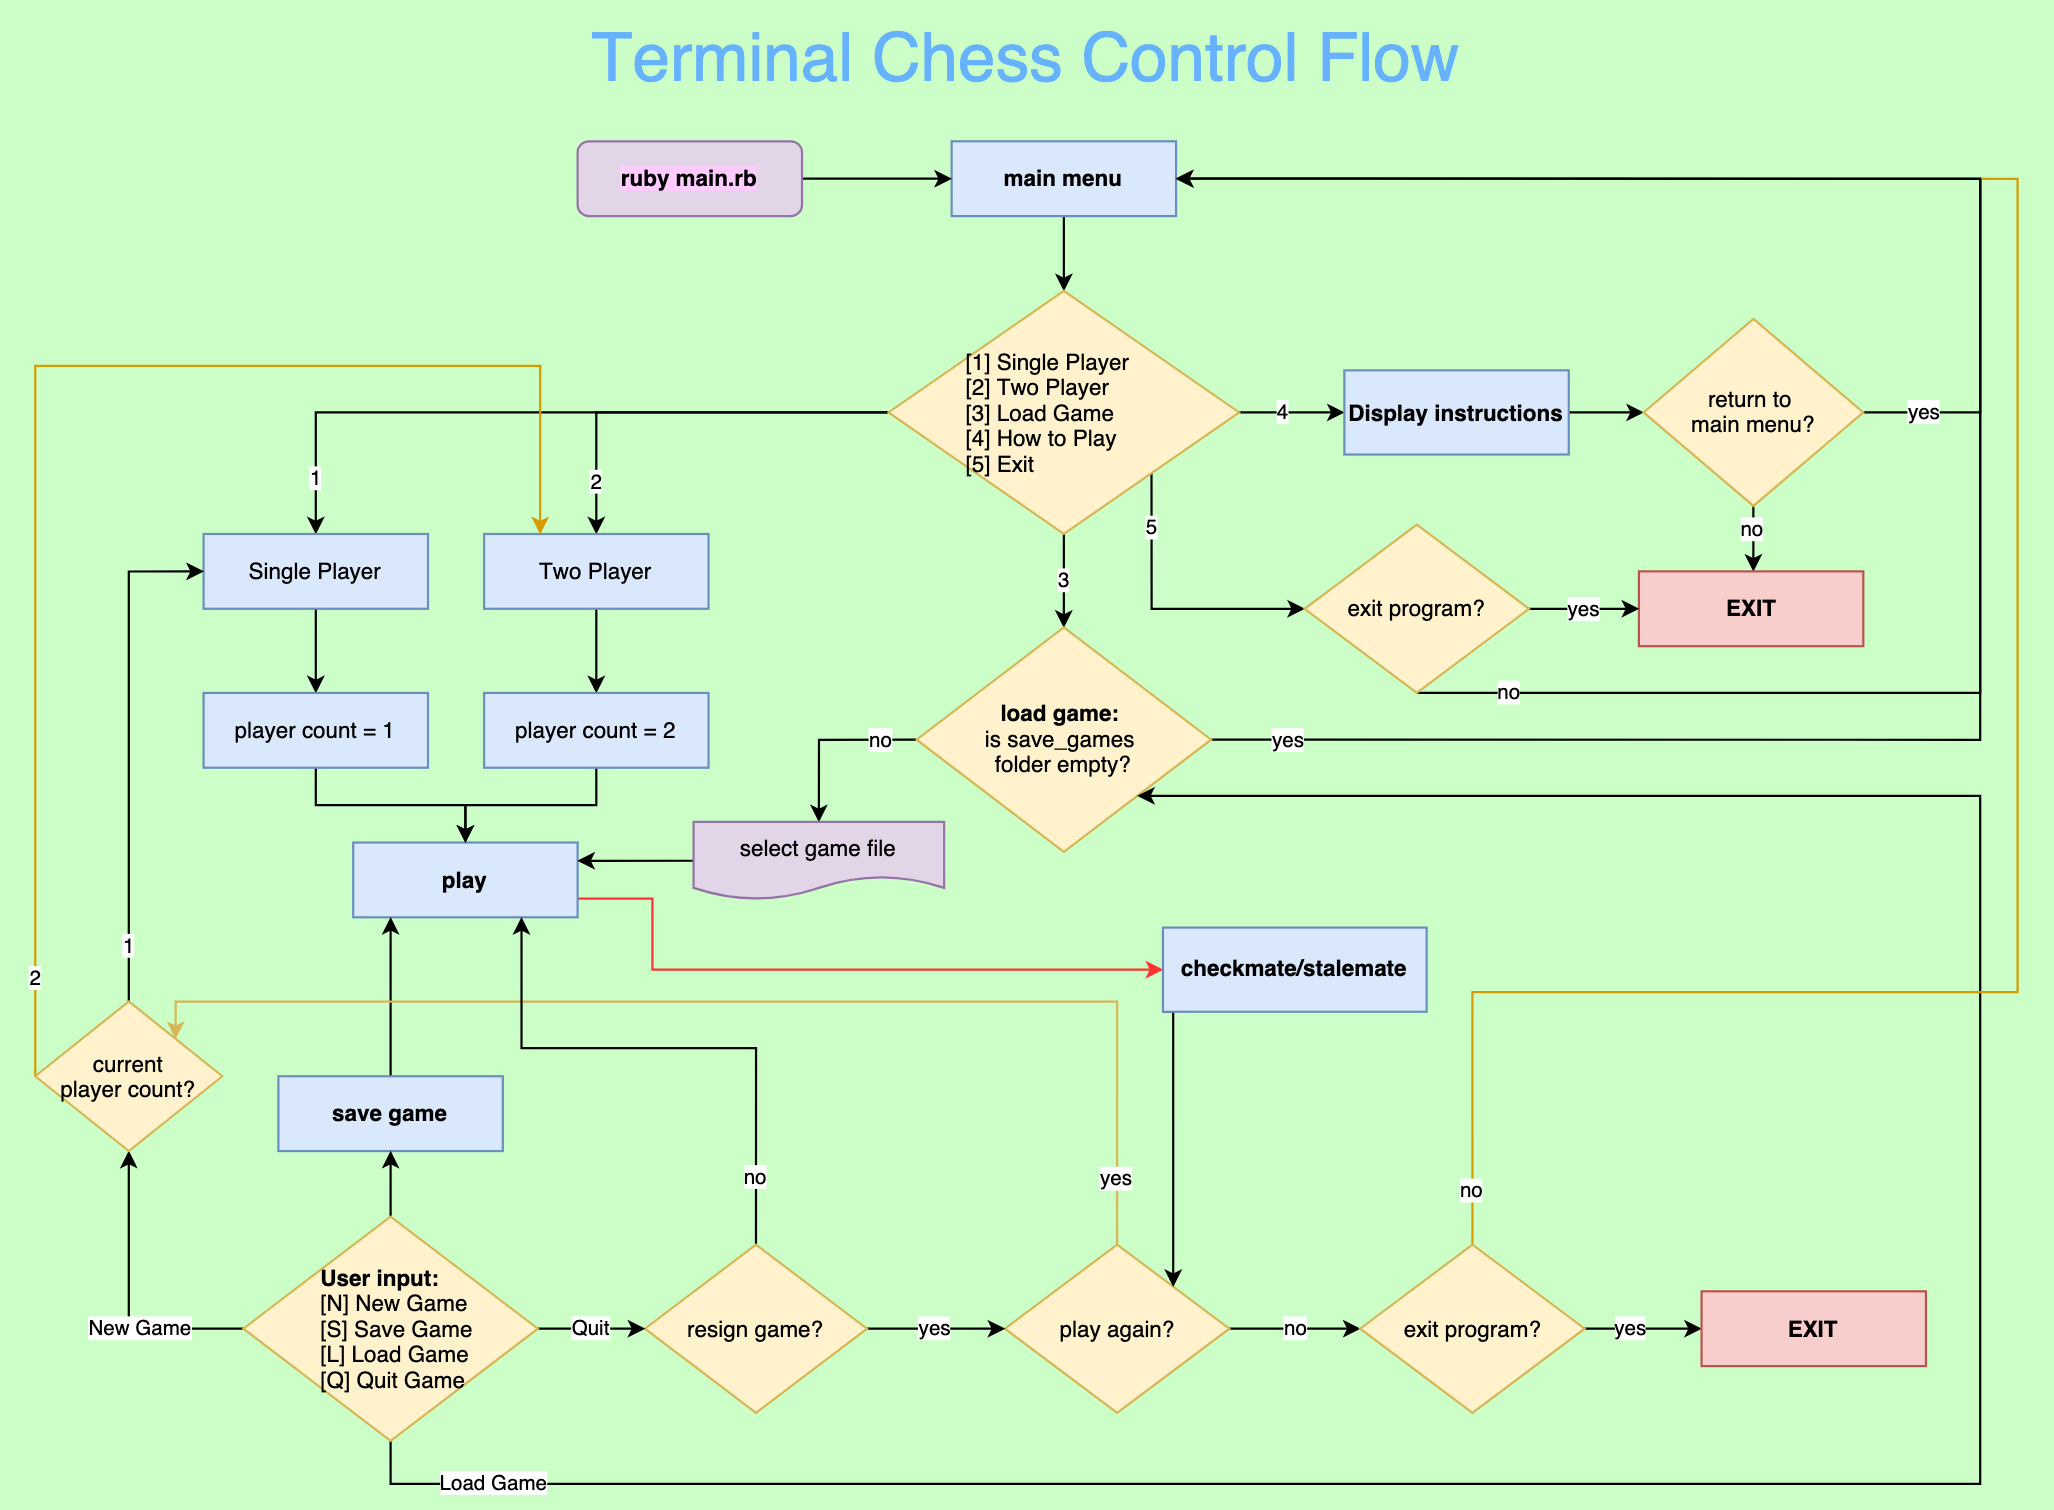 Terminal Chess Control Flow
ruby main.rb
main menu
[1] Single Player
[2] Two Player
[3] Load Game
[4] How to Play
[5] Exit
4
Display instructions
return to
main menu?
yes
no
1
2
5
3
Single Player
Two Player
exit program?
yes
EXIT
no
player count = 1
player count = 2
load game:
is save_games
folder empty?
no
yes
select game file
play
checkmate/stalemate
1
2
current
player count?
save game
no
yes
no
User input:
[N] New Game
[S] Save Game
[L] Load Game
[Q] Quit Game
New Game
Quit
resign game?
yes
play again?
no
exit program?
yes
EXIT
Load Game